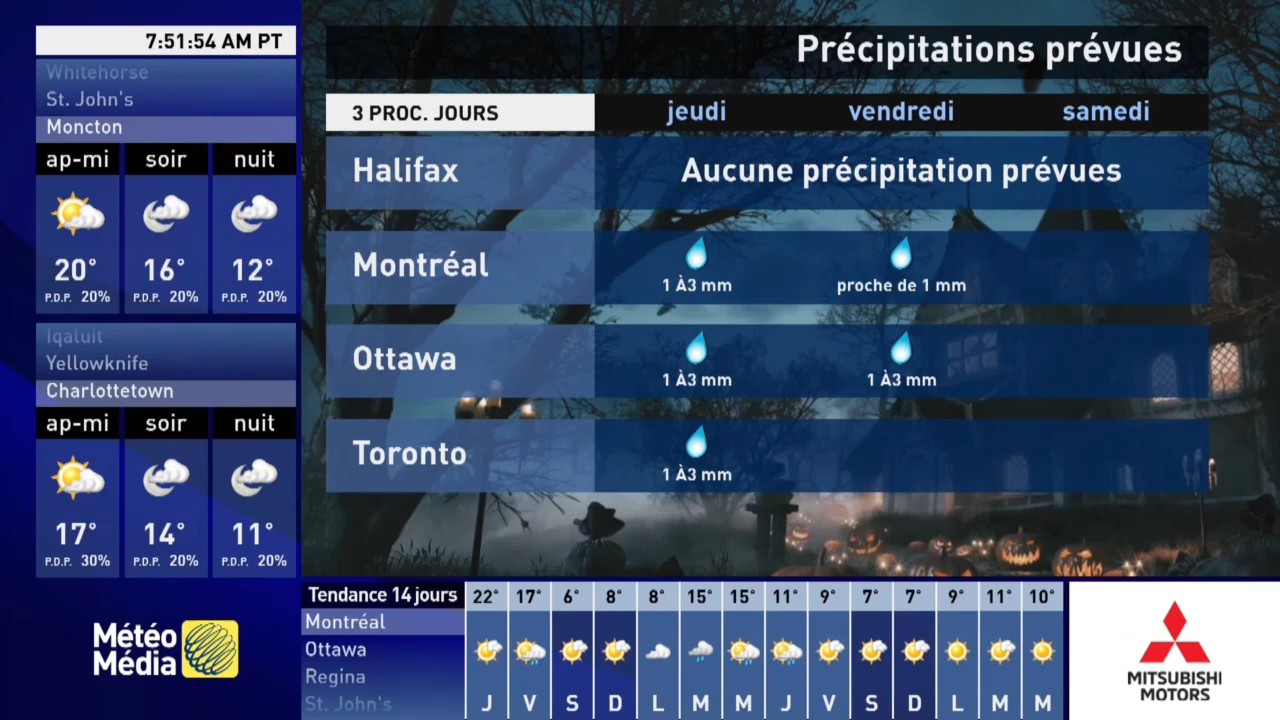 7:51:54 AM PT
Whitehorse
St. John's
Moncton
ap-mi soir nuit
20° 16° 12°
P.D.P. 20% P.D.P. 20% P.D.P. 20%
Iqaluit
Yellowknife
Charlottetown
ap-mi soir nuit
17° 14° 11°
P.D.P. 30% P.D.P. 20% P.D.P. 20%
Météo
Média
Précipitations prévues
3 PROC. JOURS jeudi vendredi samedi
Halifax Aucune précipitation prévues
Montréal 1 À3 mm proche de 1 mm
Ottawa 1 À3 mm 1 À3 mm
Toronto 1 À3 mm
Tendance 14 jours 22° 17° 6° 8° 8° 15° 15° 11° 9° 7° 7° 9° 11° 10°
Montréal
Ottawa
Regina
St. John's
J V S D L M M J V S D L M M
MITSUBISHI
MOTORS